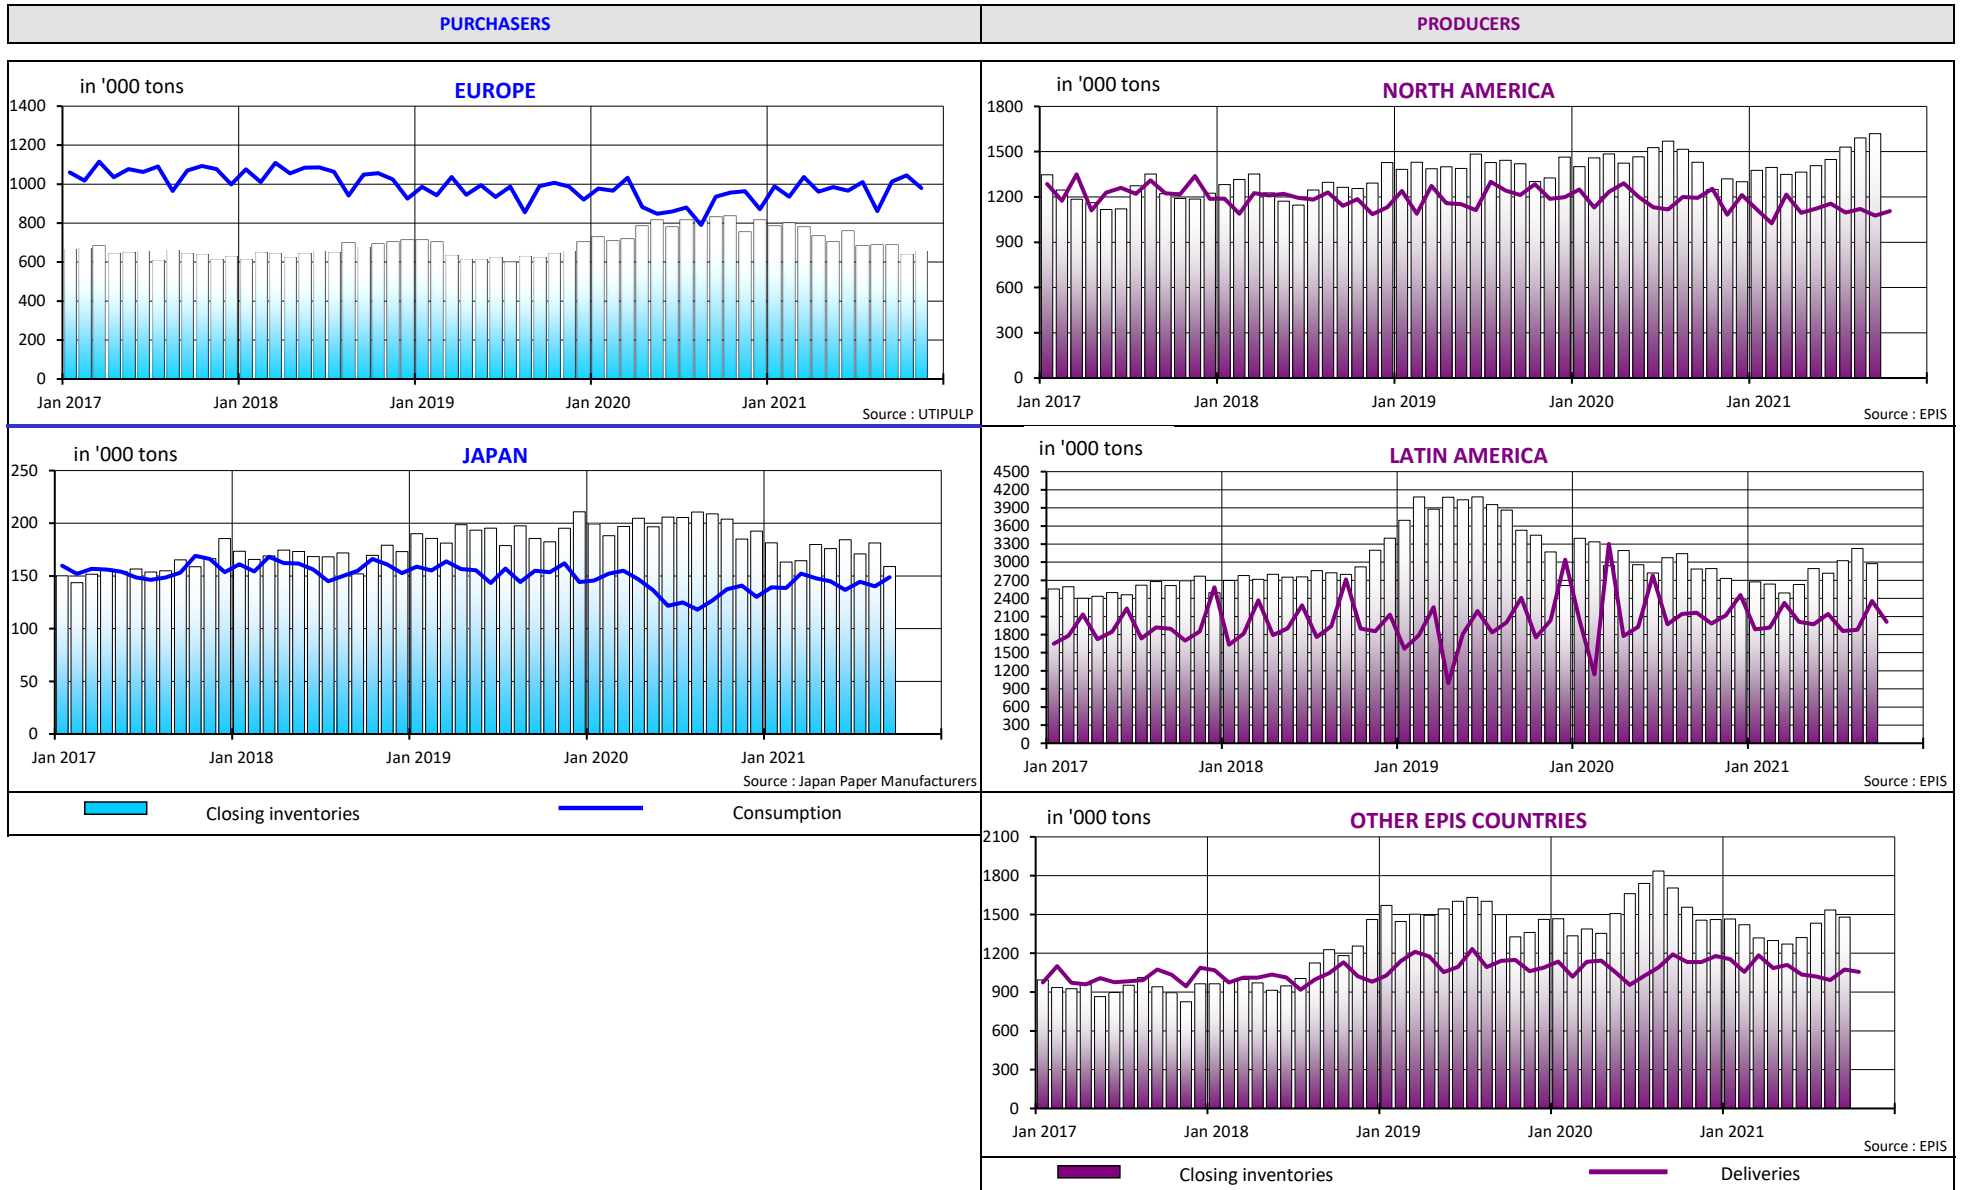 PURCHASERS
PRODUCERS
in '000 tons
EUROPE
1400
1200
1000
800
600
400
200
0
Jan 2017
Jan 2018
Jan 2019
Jan 2020
Jan 2021
Source : UTIPULP
in '000 tons
NORTH AMERICA
1800
1500
1200
900
600
300
0
Jan 2017
Jan 2018
Jan 2019
Jan 2020
Jan 2021
Source : EPIS
in '000 tons
JAPAN
250
200
150
100
50
0
Jan 2017
Jan 2018
Jan 2019
Jan 2020
Jan 2021
Source : Japan Paper Manufacturers
Closing inventories
Consumption
in '000 tons
LATIN AMERICA
4500
4200
3900
3600
3300
3000
2700
2400
2100
1800
1500
1200
900
600
300
0
Jan 2017
Jan 2018
Jan 2019
Jan 2020
Jan 2021
Source : EPIS
in '000 tons
OTHER EPIS COUNTRIES
2100
1800
1500
1200
900
600
300
0
Jan 2017
Jan 2018
Jan 2019
Jan 2020
Jan 2021
Source : EPIS
Closing inventories
Deliveries